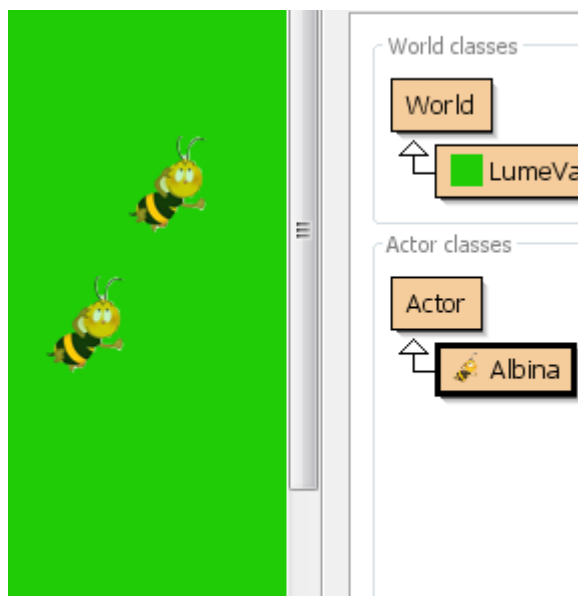 World classes
World
LumeVa
Actor classes
Actor
Albina